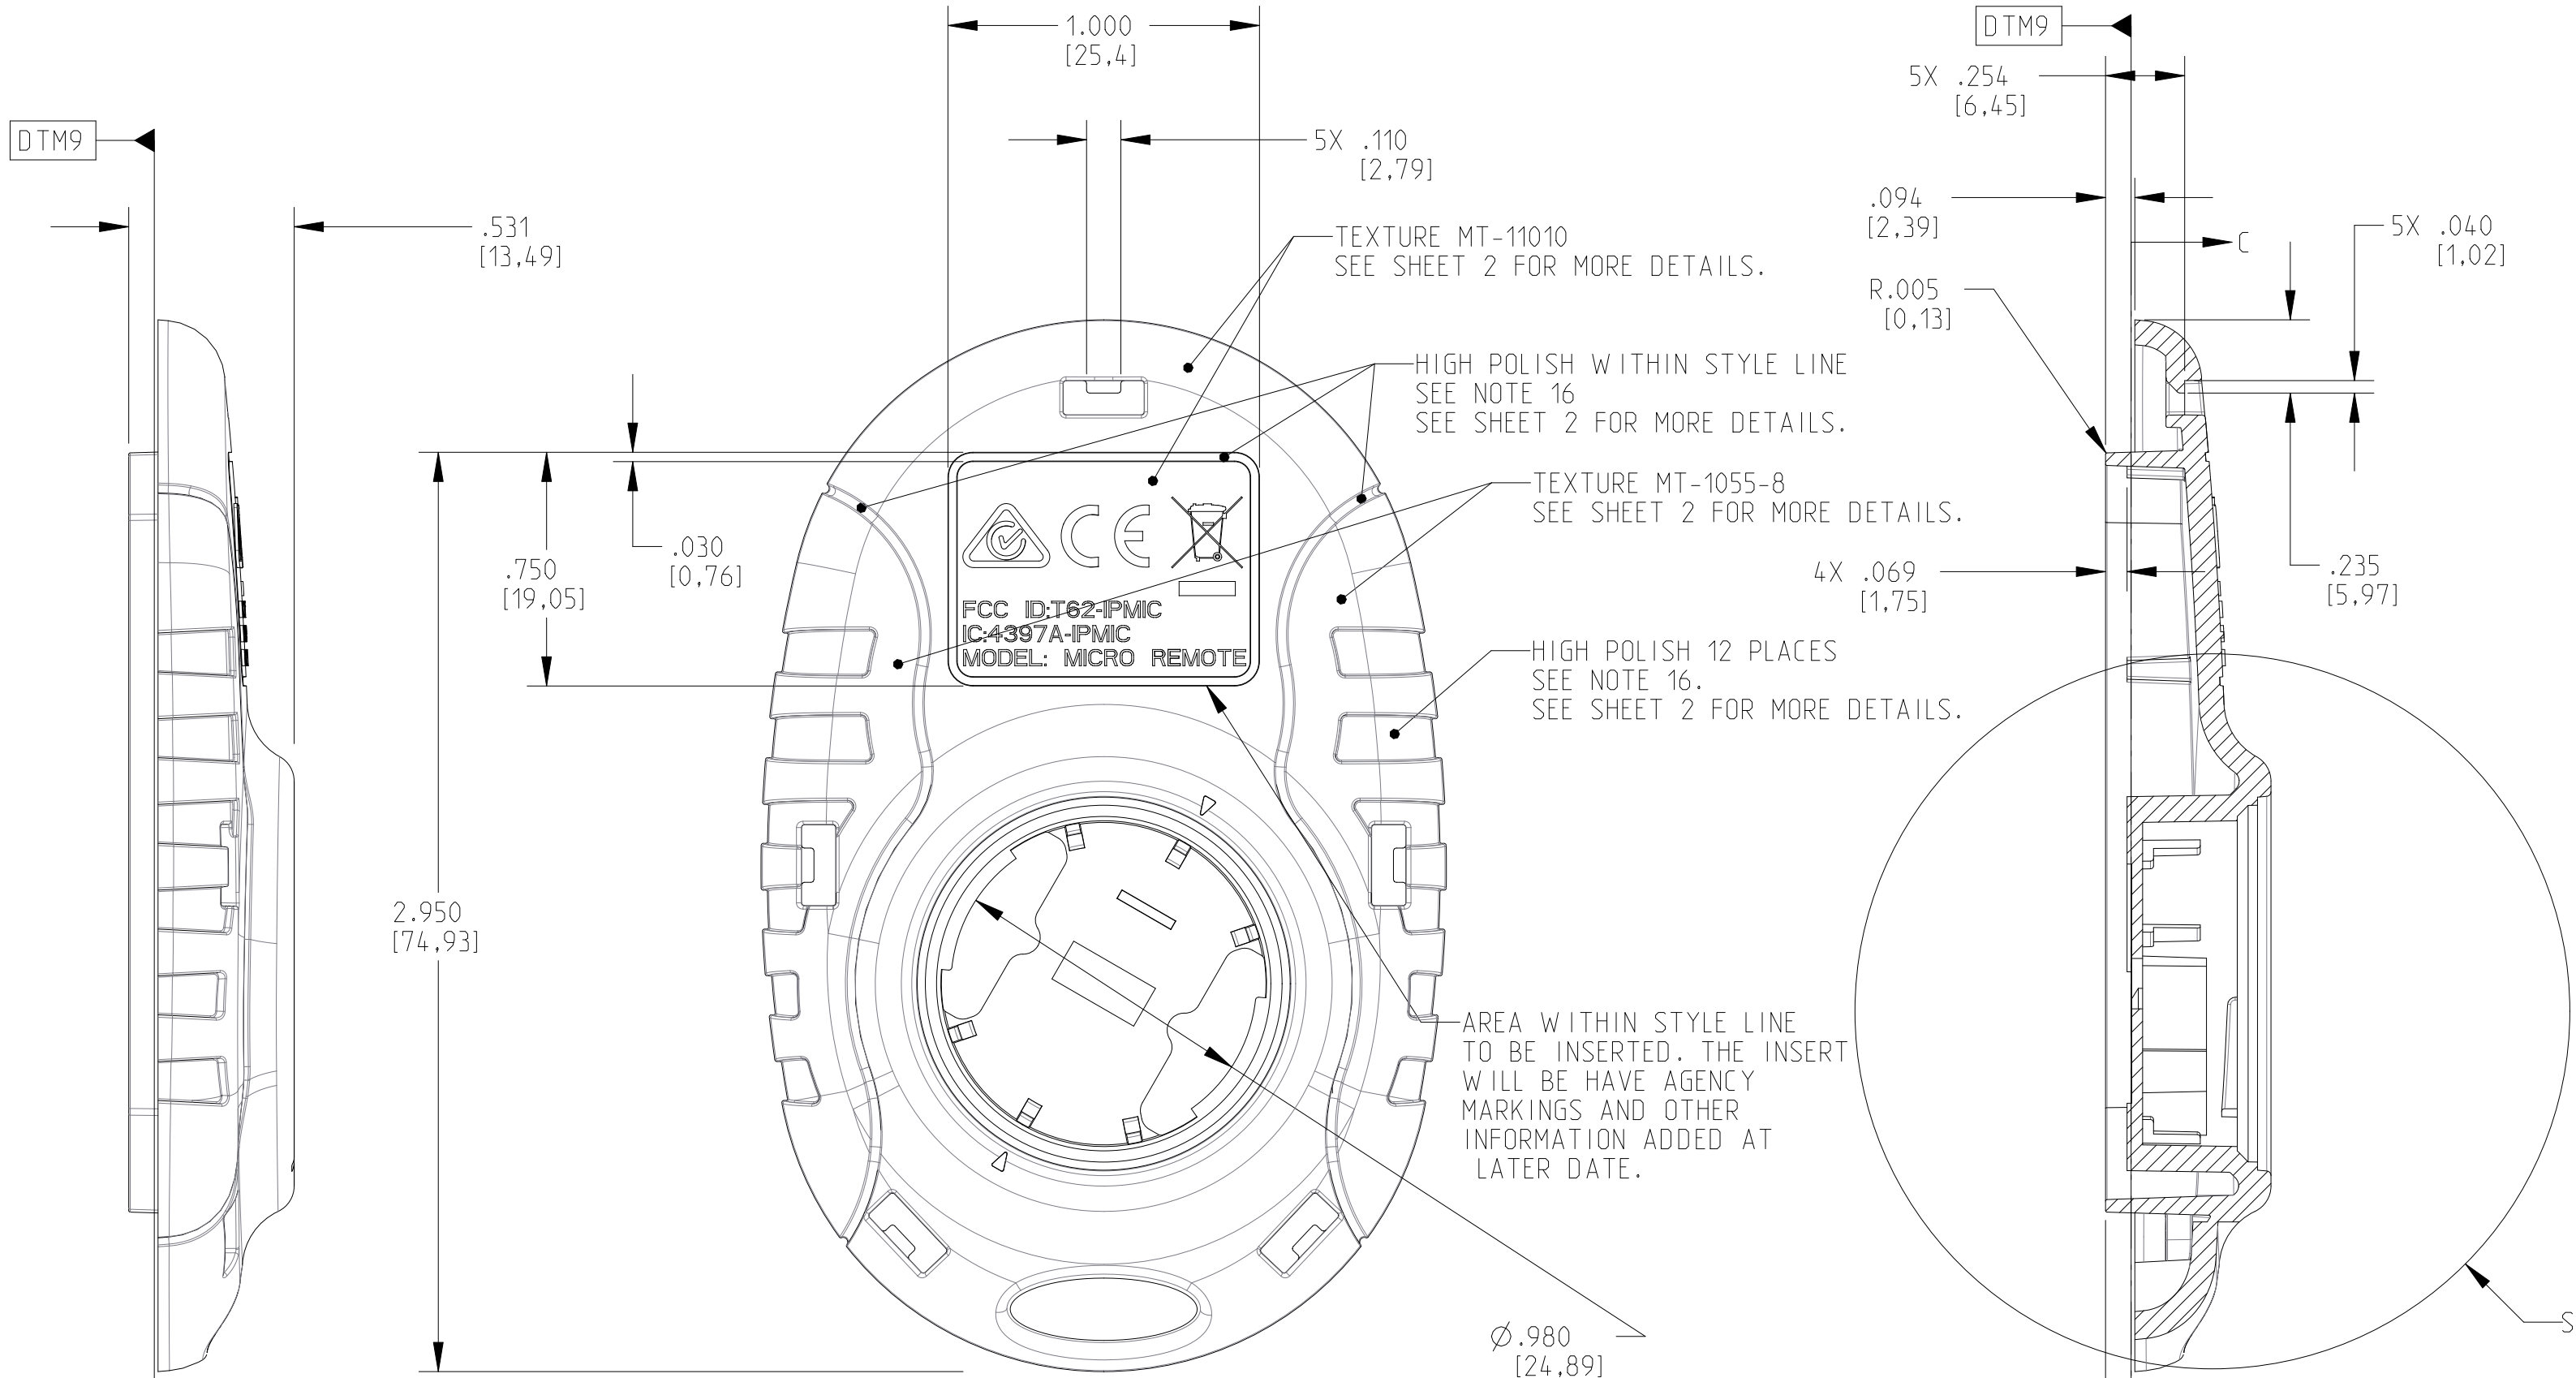 DTM9
.531
[13,49]
2.950
[74,93]
.750
[19,05]
.030
[0,76]
1.000
[25,4]
5X .110
[2,79]
TEXTURE MT-11010
SEE SHEET 2 FOR MORE DETAILS.
HIGH POLISH WITHIN STYLE LINE
SEE NOTE 16
SEE SHEET 2 FOR MORE DETAILS.
TEXTURE MT-1055-8
SEE SHEET 2 FOR MORE DETAILS.
HIGH POLISH 12 PLACES
SEE NOTE 16.
SEE SHEET 2 FOR MORE DETAILS.
CE
FCC ID:T62-IPMIC
IC:4397A-IPMIC
MODEL: MICRO REMOTE
AREA WITHIN STYLE LINE
TO BE INSERTED. THE INSERT
WILL BE HAVE AGENCY
MARKINGS AND OTHER
INFORMATION ADDED AT
LATER DATE.
Ø.980
[24,89]
DTM9
5X .254
[6,45]
.094
[2,39]
C
5X .040
[1,02]
R.005
[0,13]
4X .069
[1,75]
.235
[5,97]
S